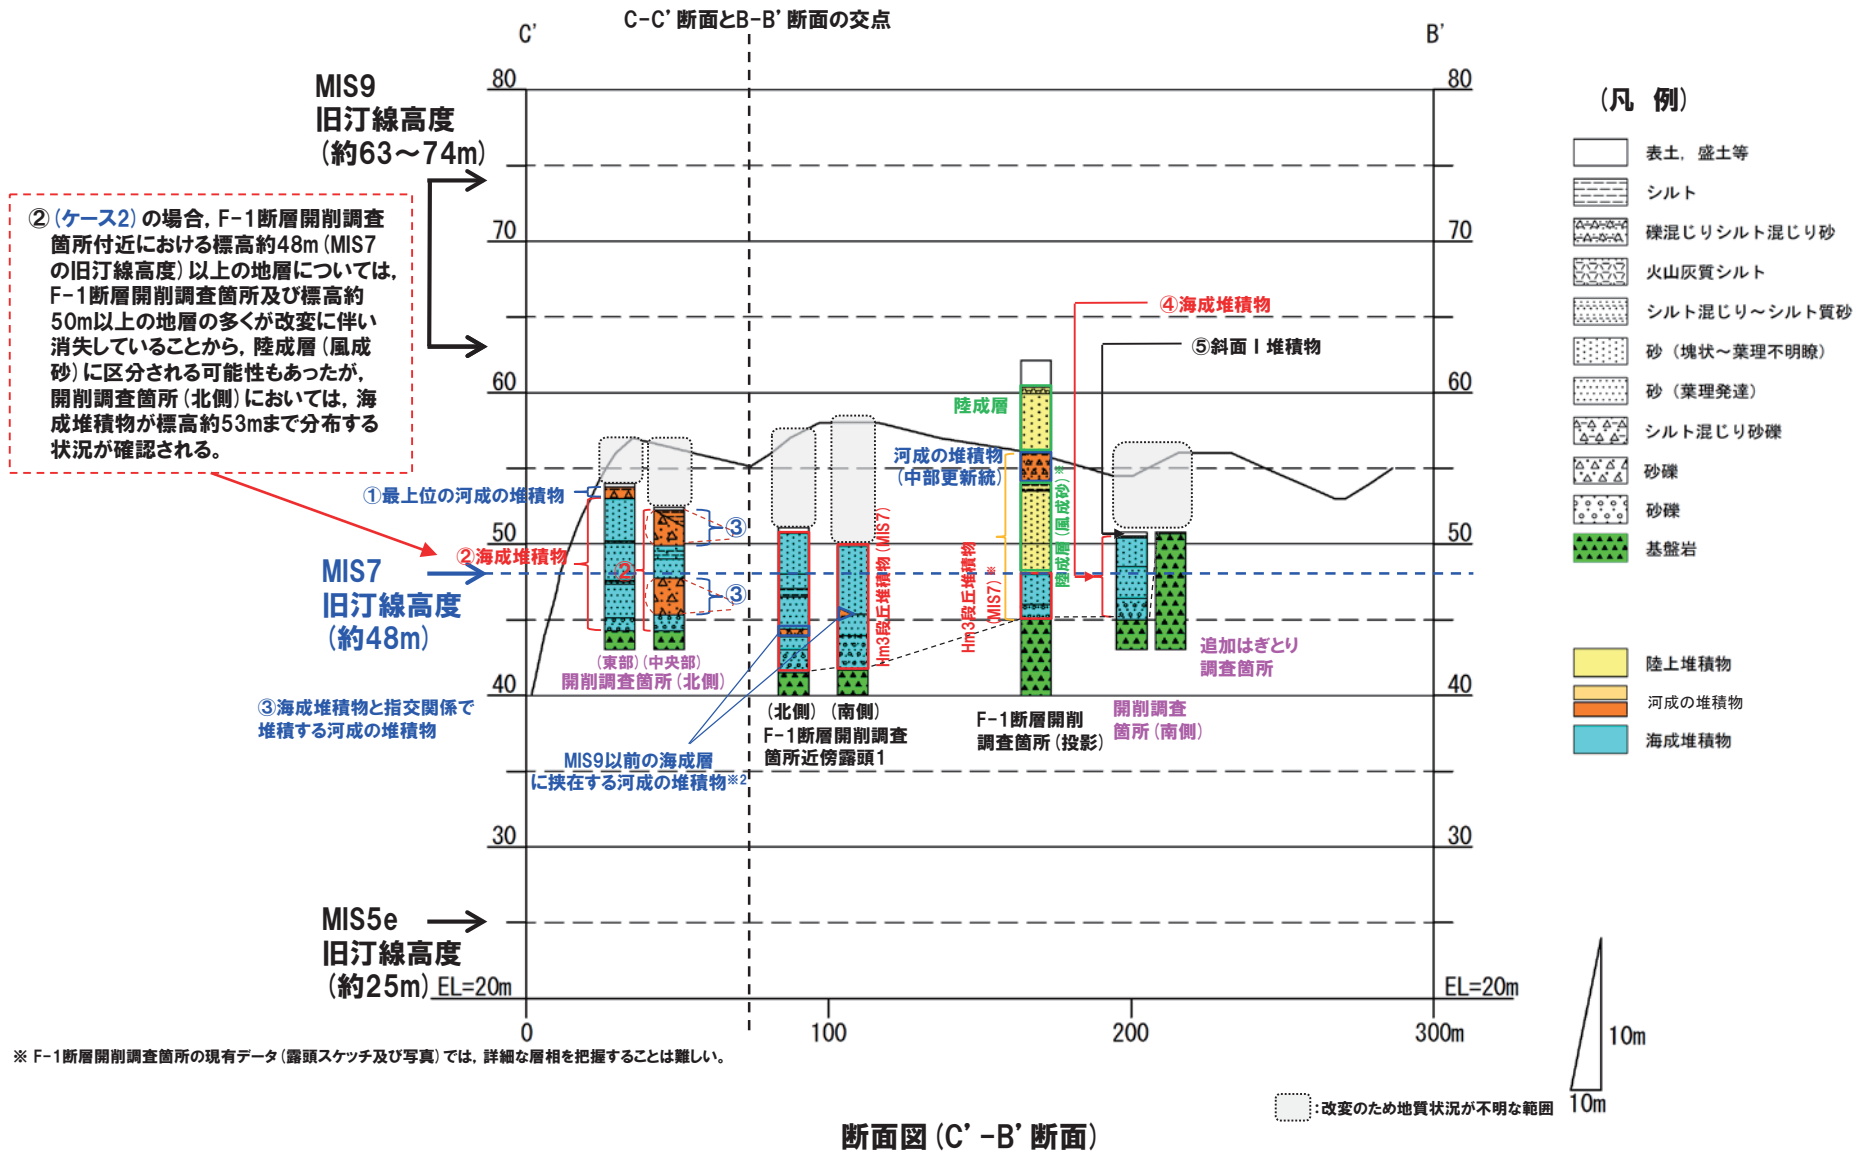 C-C’断面とB-B’断面の交点
C’
B’
80
80
70
70
60
60
50
50
40
40
30
30
EL=20m
EL=20m
0
100
200
300m
MIS9
旧汀線高度
(約63～74m)
②(ケース2)の場合，F-1断層開削調査
箇所付近における標高約48m(MIS7
の旧汀線高度)以上の地層については，
F-1断層開削調査箇所及び標高約
50m以上の地層の多くが改変に伴い
消失していることから，陸成層(風成
砂)に区分される可能性もあったが，
開削調査箇所(北側)においては，海
成堆積物が標高約53mまで分布する
状況が確認される。
①最上位の河成の堆積物
②海成堆積物
②
③
③
MIS7
旧汀線高度
(約48m)
(東部)(中央部)
開削調査箇所(北側)
③海成堆積物と指交関係で
堆積する河成の堆積物
MIS9以前の海成層
に挟在する河成の堆積物※2
(北側) (南側)
F-1断層開削調査
箇所近傍露頭1
Hm3段丘堆積物(MIS7)
Hm3段丘堆積物
(MIS7)※
陸成層
河成の堆積物
(中部更新統)
陸成層(風成砂)※
④海成堆積物
⑤斜面Ⅰ堆積物
F-1断層開削
調査箇所(投影)
開削調査
箇所(南側)
追加はぎとり
調査箇所
MIS5e
旧汀線高度
(約25m)
※ F-1断層開削調査箇所の現有データ(露頭スケッチ及び写真)では，詳細な層相を把握することは難しい。
(凡 例)
表土，盛土等
シルト
礫混じりシルト混じり砂
火山灰質シルト
シルト混じり～シルト質砂
砂（塊状～葉理不明瞭）
砂（葉理発達）
シルト混じり砂礫
砂礫
砂礫
基盤岩
陸上堆積物
河成の堆積物
海成堆積物
10m
10m
:改変のため地質状況が不明な範囲
断面図(C’-B’断面)